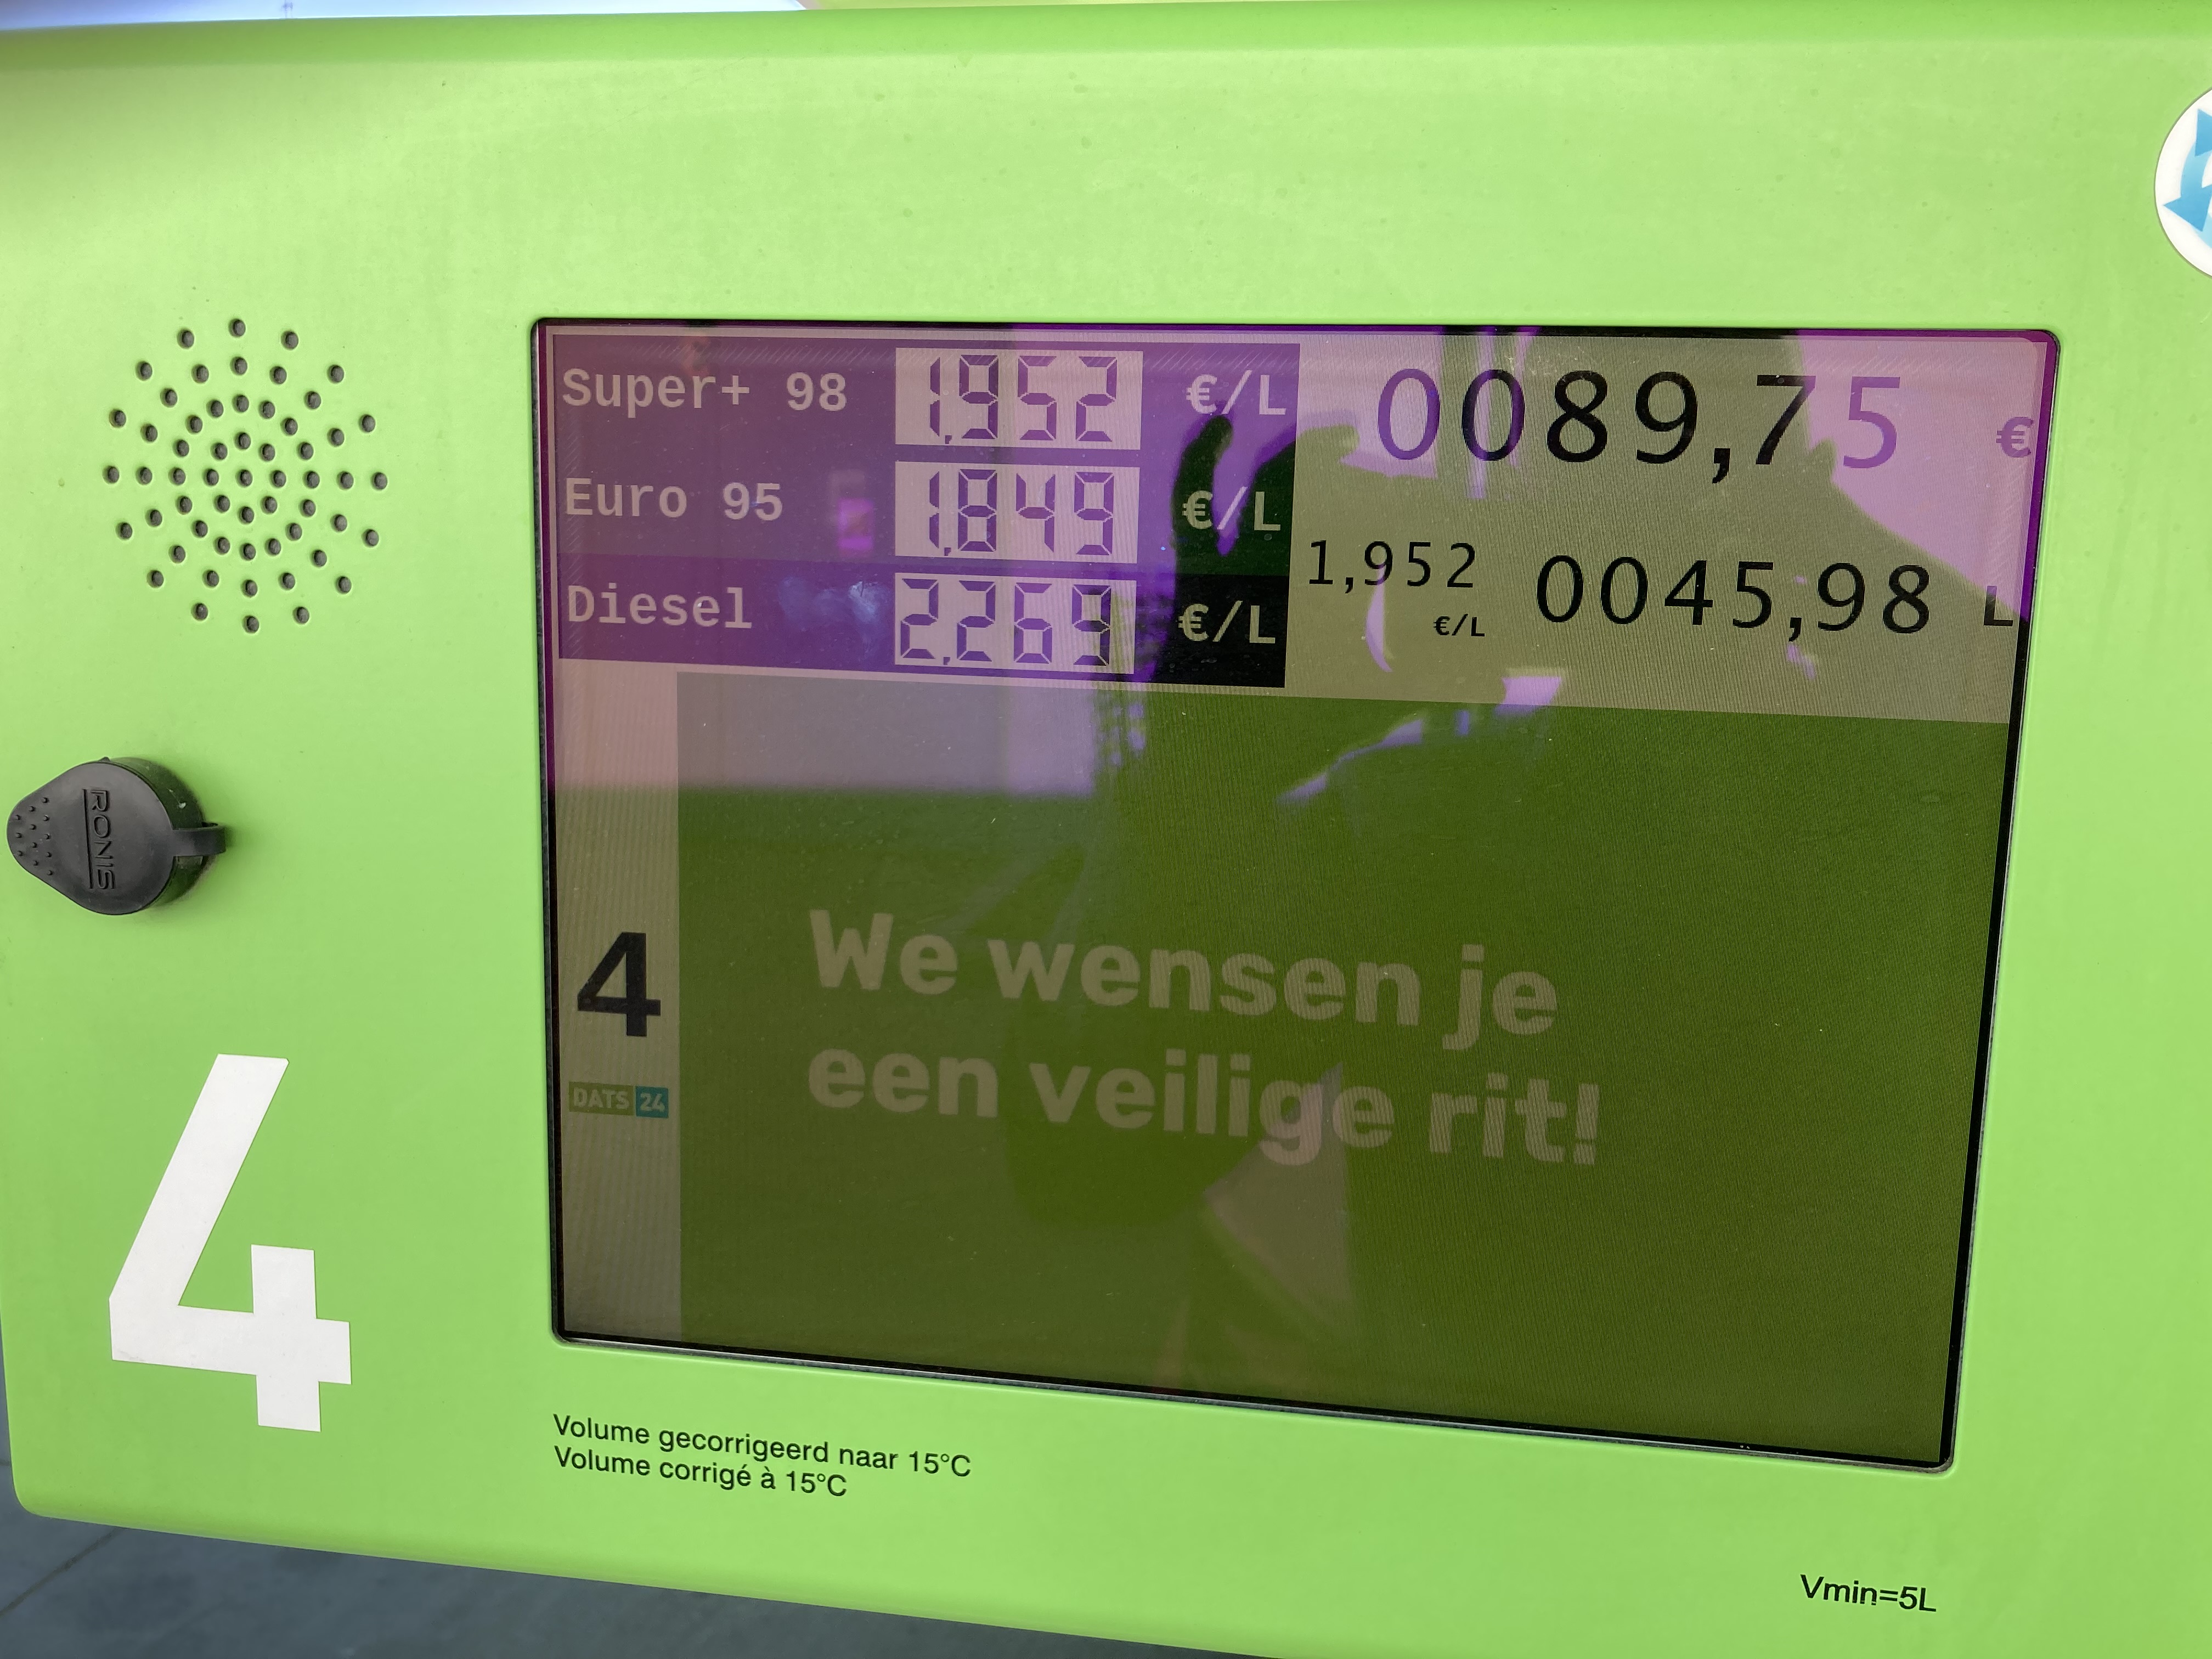 Super+ 98 1,952 €/L
Euro 95 1,849 €/L
Diesel 2,269 €/L
0089,75 €
1,952 €/L 0045,98 L
We wensen je
een veilige rit!
4
DATS 24
RONIS
4
Volume gecorrigeerd naar 15°C
Volume corrigé à 15°C
Vmin=5L